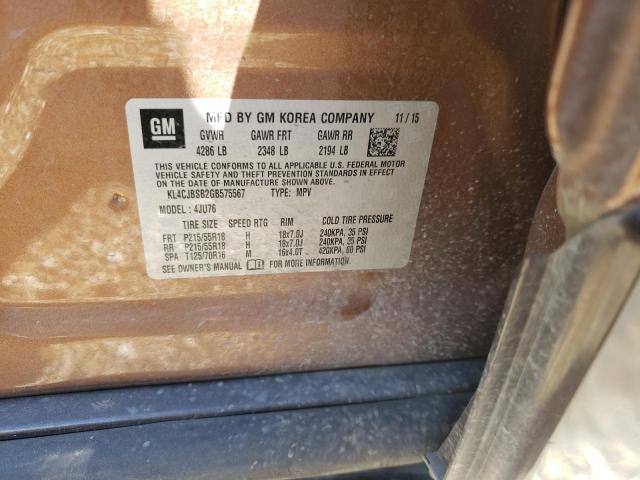 GM MFD BY GM KOREA COMPANY 11/15
GVWR GAWR FRT GAWR RR
4286 LB 2348 LB 2194 LB
THIS VEHICLE CONFORMS TO ALL APPLICABLE U.S. FEDERAL MOTOR
VEHICLE SAFETY AND THEFT PREVENTION STANDARDS IN EFFECT ON
THE DATE OF MANUFACTURE SHOWN ABOVE.
KL4CJBSB2GB575567 TYPE: MPV
MODEL: 4JU76
TIRE SIZE SPEED RTG RIM COLD TIRE PRESSURE
FRT P215/55R18 H 18x7.0J 240KPA, 35 PSI
RR P215/55R18 H 18x7.0J 240KPA, 35 PSI
SPA T125/70R16 M 16x4.0T 420KPA, 60 PSI
SEE OWNER'S MANUAL FOR MORE INFORMATION.